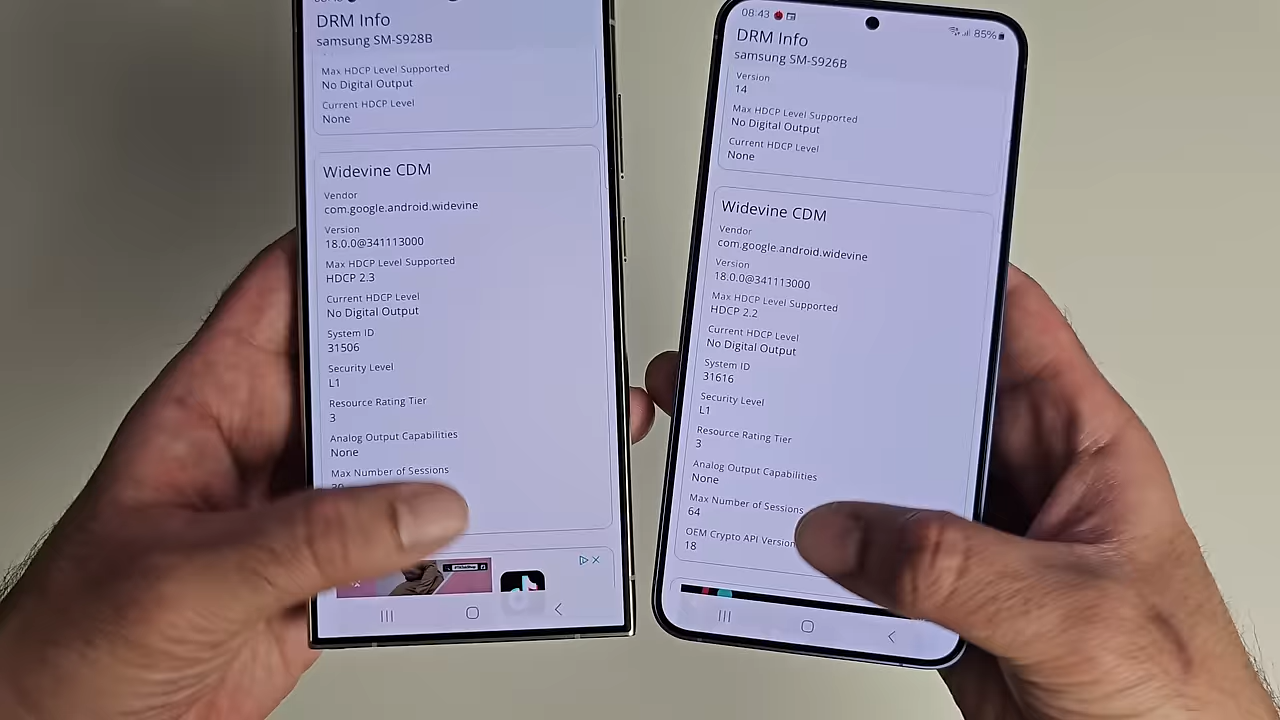 DRM Info
samsung SM-S928B
Max HDCP Level Supported
No Digital Output
Current HDCP Level
None
Widevine CDM
Vendor
com.google.android.widevine
Version
18.0.0@341113000
Max HDCP Level Supported
HDCP 2.3
Current HDCP Level
No Digital Output
System ID
31506
Security Level
L1
Resource Rating Tier
3
Analog Output Capabilities
None
Max Number of Sessions
08:43
85%
DRM Info
samsung SM-S926B
Version
14
Max HDCP Level Supported
No Digital Output
Current HDCP Level
None
Widevine CDM
Vendor
com.google.android.widevine
Version
18.0.0@341113000
Max HDCP Level Supported
HDCP 2.2
Current HDCP Level
No Digital Output
System ID
31616
Security Level
L1
Resource Rating Tier
3
Analog Output Capabilities
None
Max Number of Sessions
64
OEM Crypto API Version
18